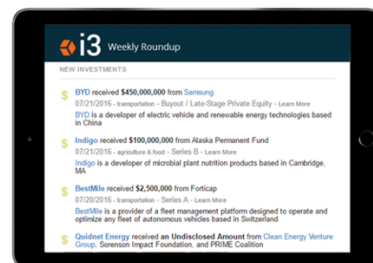 i3 Weekly Roundup
NEW INVESTMENTS
$ BYD received $450,000,000 from Samsung
07/21/2016 - transportation - Buyout / Late-Stage Private Equity - Learn More
BYD is a developer of electric vehicle and renewable energy technologies based
in China
$ Indigo received $100,000,000 from Alaska Permanent Fund
07/21/2016 - agriculture & food - Series B - Learn More
Indigo is a developer of microbial plant nutrition products based in Cambridge,
MA
$ BestMile received $2,500,000 from Forticap
07/20/2016 - transportation - Series A - Learn More
BestMile is a provider of a fleet management platform designed to operate and
optimize any fleet of autonomous vehicles based in Switzerland
$ Quidnet Energy received an Undisclosed Amount from Clean Energy Venture
Group, Sorenson Impact Foundation, and PRIME Coalition